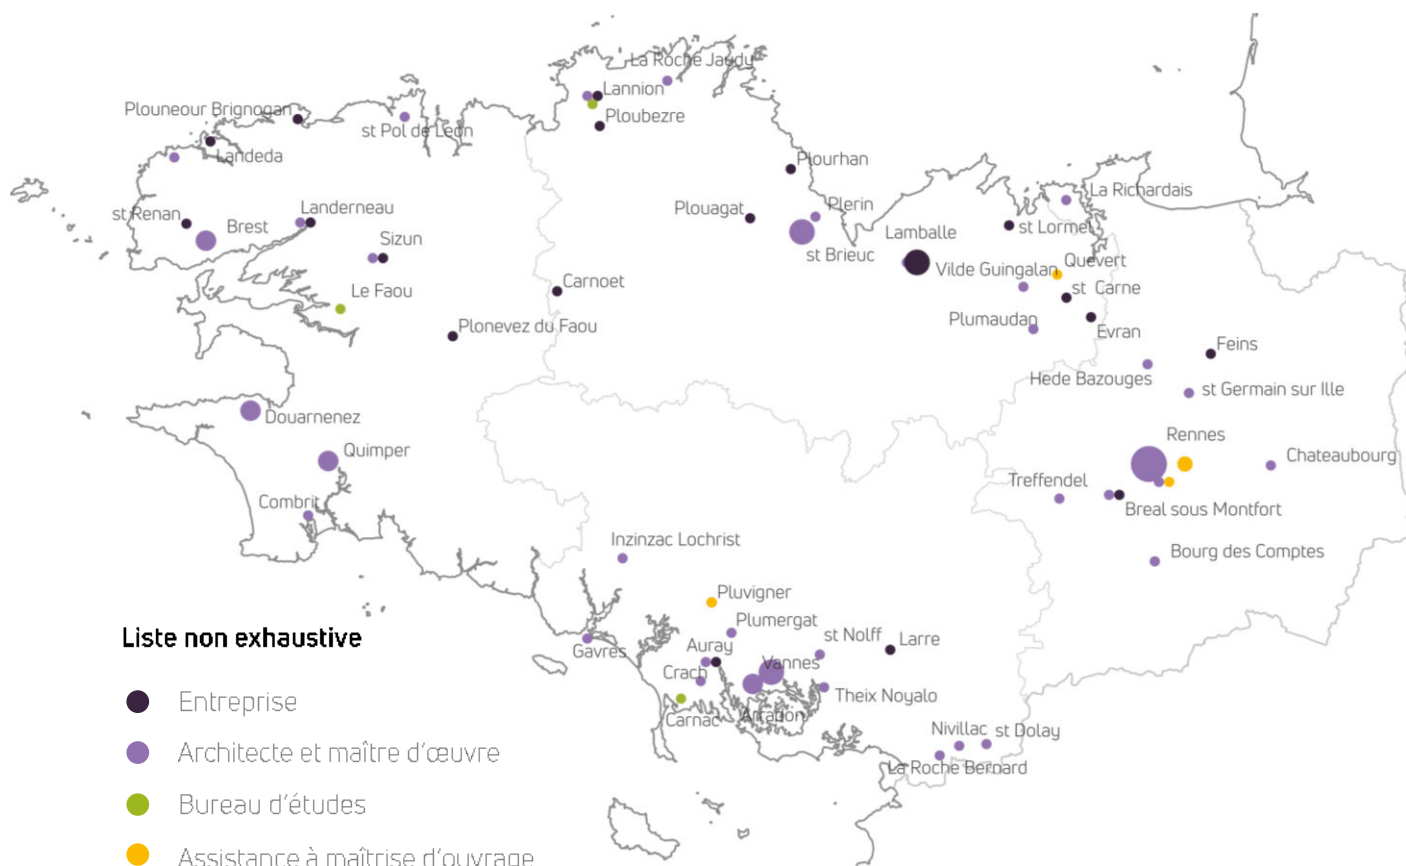 La Roche Jaudy
Lannion
Plouneour Brignogan
Ploubezre
st Pol de Leon
Landeda
Plourhan
La Richardais
st Renan
Landerneau
Plouagat
Plerin
Brest
Lamballe
st Lormel
Sizun
st Brieuc
Quevert
Vilde Guingalan
Carnoet
Le Faou
st Carne
Plonevez du Faou
Plumaudan
Evran
Feins
Hede Bazouges
st Germain sur Ille
Douarnenez
Rennes
Quimper
Chateaubourg
Treffendel
Combrit
Breal sous Montfort
Inzinzac Lochrist
Bourg des Comptes
Pluvigner
Plumergat
st Nolff
Larre
Auray
Gavres
Vannes
Crach
Theix Noyalo
Carnac
Arradon
Nivillac
st Dolay
La Roche Bernard
Liste non exhaustive
Entreprise
Architecte et maître d'œuvre
Bureau d'études
Assistance à maîtrise d'ouvrage